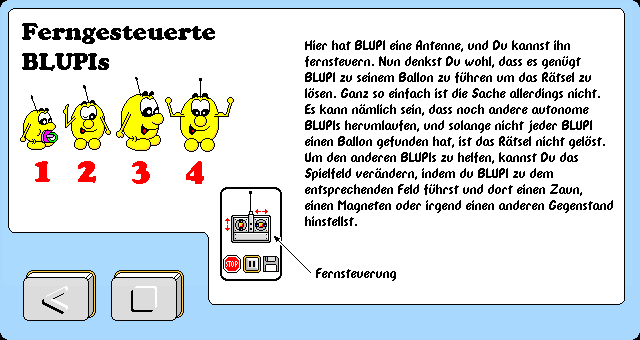 Ferngesteuerte
BLUPIs
1 2 3 4
Hier hat BLUPI eine Antenne, und Du kannst ihn
fernsteuern. Nun denkst Du wohl, dass es genügt
BLUPI zu seinem Ballon zu führen um das Rätsel zu
lösen. Ganz so einfach ist die Sache allerdings nicht.
Es kann nämlich sein, dass noch andere autonome
BLUPIs herumlaufen, und solange nicht jeder BLUPI
einen Ballon gefunden hat, ist das Rätsel nicht gelöst.
Um den anderen BLUPIs zu helfen, kannst Du das
Spielfeld verändern, indem du BLUPI zu dem
entsprechenden Feld führst und dort einen Zaun,
einen Magneten oder irgend einen anderen Gegenstand
hinstellst.
STOP
Fernsteuerung